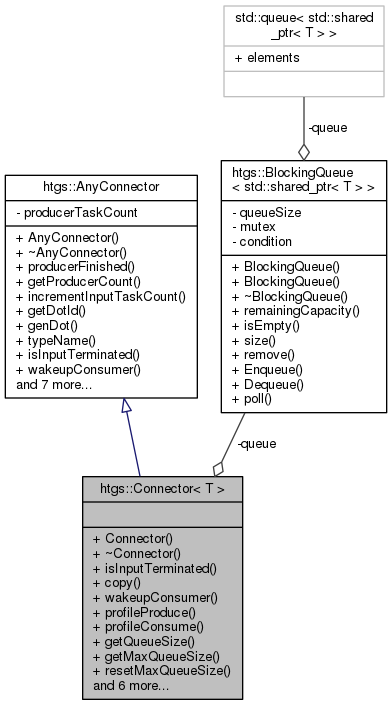 std::queue< std::shared
_ptr< T > >
+ elements
-queue
htgs::BlockingQueue
< std::shared_ptr< T > >
- queueSize
- mutex
- condition
+ BlockingQueue()
+ BlockingQueue()
+ ~BlockingQueue()
+ remainingCapacity()
+ isEmpty()
+ size()
+ remove()
+ Enqueue()
+ Dequeue()
+ poll()
htgs::AnyConnector
- producerTaskCount
+ AnyConnector()
+ ~AnyConnector()
+ producerFinished()
+ getProducerCount()
+ incrementInputTaskCount()
+ getDotId()
+ genDot()
+ typeName()
+ isInputTerminated()
+ wakeupConsumer()
and 7 more...
-queue
htgs::Connector< T >
+ Connector()
+ ~Connector()
+ isInputTerminated()
+ copy()
+ wakeupConsumer()
+ profileProduce()
+ profileConsume()
+ getQueueSize()
+ getMaxQueueSize()
+ resetMaxQueueSize()
and 6 more...